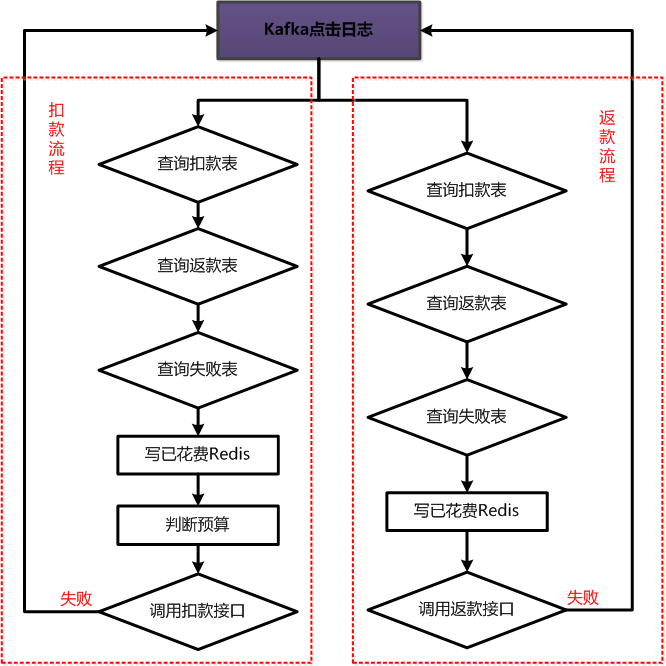 Kafka点击日志
扣款流程
查询扣款表
查询返款表
查询失败表
写已花费Redis
判断预算
调用扣款接口
失败
返款流程
查询扣款表
查询返款表
查询失败表
写已花费Redis
调用返款接口
失败